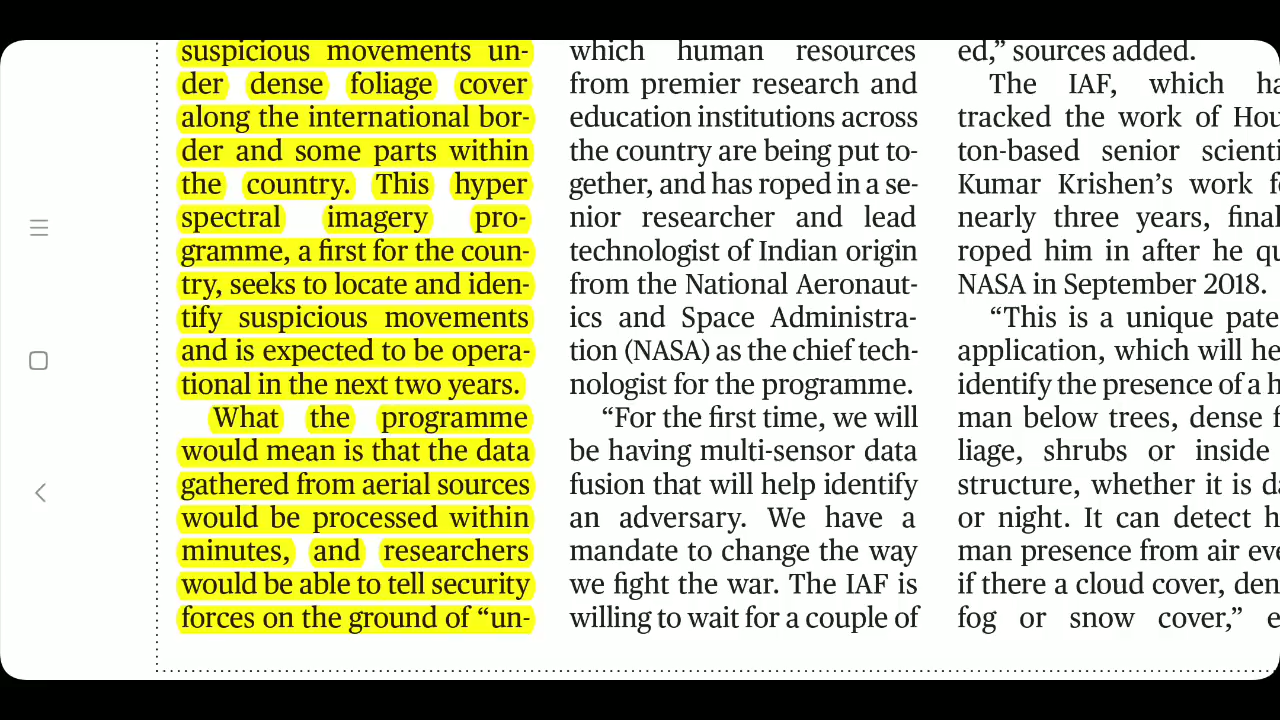 suspicious movements un-
der dense foliage cover
along the international bor-
der and some parts within
the country. This hyper
spectral imagery pro-
gramme, a first for the coun-
try, seeks to locate and iden-
tify suspicious movements
and is expected to be opera-
tional in the next two years.
What the programme
would mean is that the data
gathered from aerial sources
would be processed within
minutes, and researchers
would be able to tell security
forces on the ground of “un-
which human resources
from premier research and
education institutions across
the country are being put to-
gether, and has roped in a se-
nior researcher and lead
technologist of Indian origin
from the National Aeronaut-
ics and Space Administra-
tion (NASA) as the chief tech-
nologist for the programme.
“For the first time, we will
be having multi-sensor data
fusion that will help identify
an adversary. We have a
mandate to change the way
we fight the war. The IAF is
willing to wait for a couple of
ed,” sources added.
The IAF, which
tracked the work of
ton-based senior
Kumar Krishen’s work
nearly three years,
roped him in after he
NASA in September 2018.
“This is a unique
application, which will
identify the presence of a
man below trees, dense
liage, shrubs or inside
structure, whether it is
or night. It can detect
man presence from air
if there a cloud cover,
fog or snow cover,”